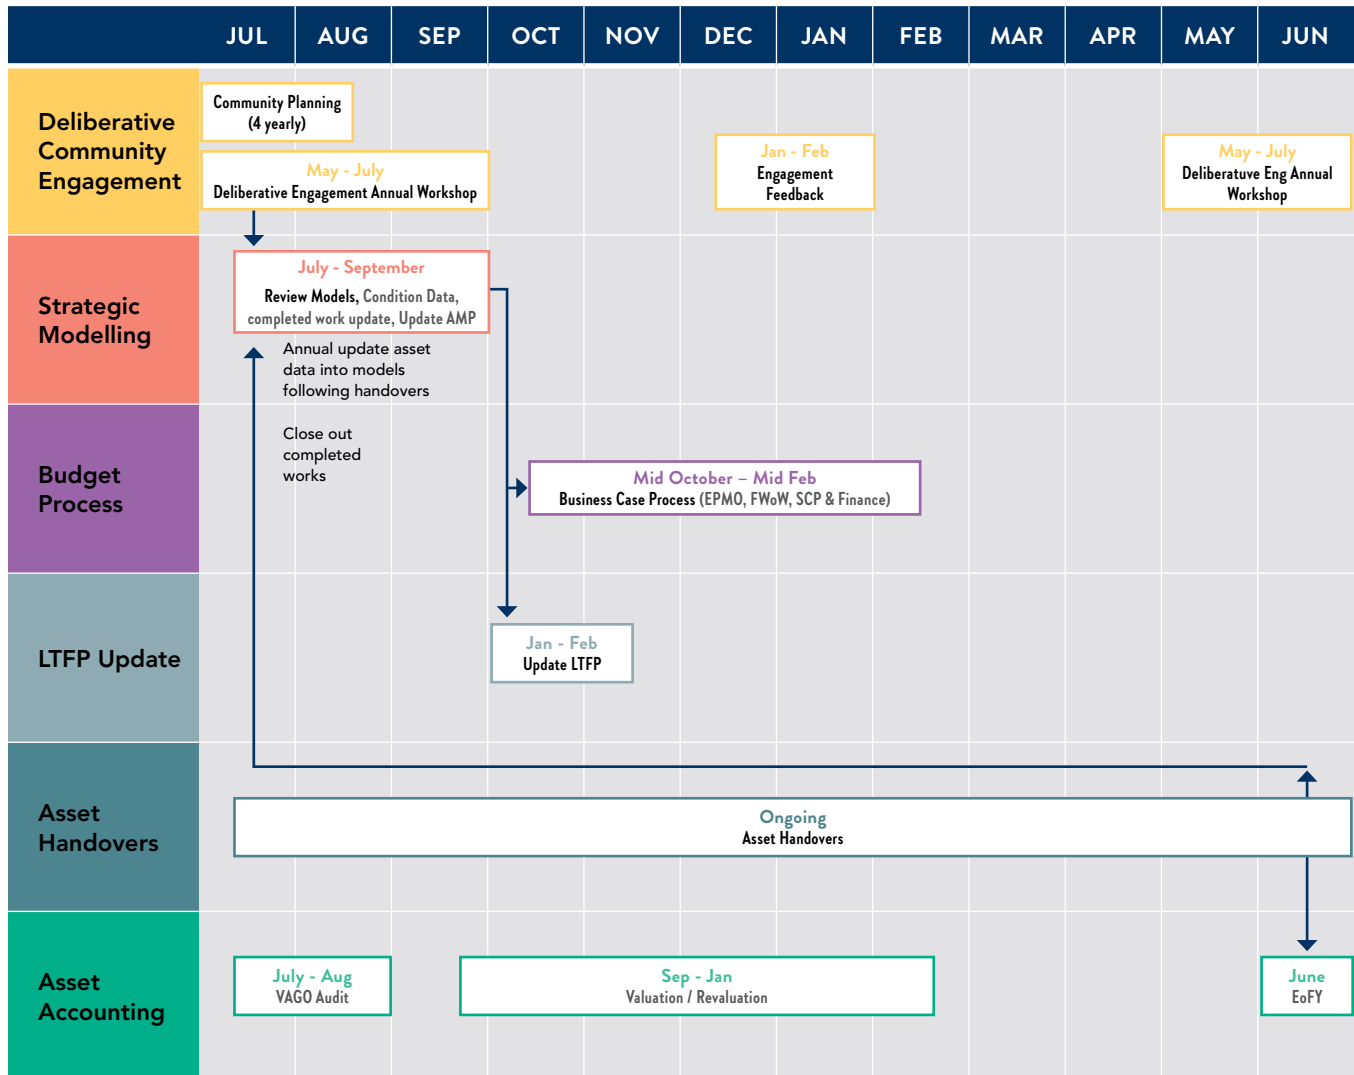 JUL AUG SEP OCT NOV DEC JAN FEB MAR APR MAY JUN
Deliberative
Community
Engagement
Community Planning
(4 yearly)
May - July
Deliberative Engagement Annual Workshop
Jan - Feb
Engagement
Feedback
May - July
Deliberatuve Eng Annual
Workshop
Strategic
Modelling
July - September
Review Models, Condition Data,
completed work update, Update AMP
Annual update asset
data into models
following handovers
Budget
Process
Close out
completed
works
Mid October – Mid Feb
Business Case Process (EPMO, FWoW, SCP & Finance)
LTFP Update
Jan - Feb
Update LTFP
Asset
Handovers
Ongoing
Asset Handovers
Asset
Accounting
July - Aug
VAGO Audit
Sep - Jan
Valuation / Revaluation
June
EoFY